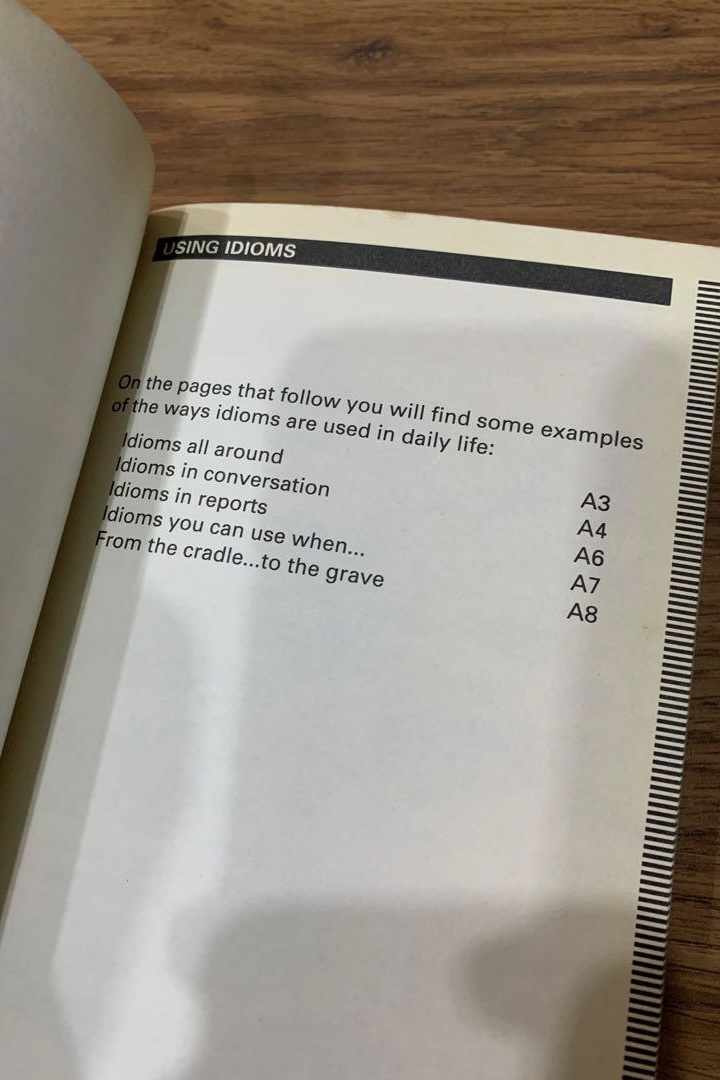 USING IDIOMS
On the pages that follow you will find some examples
of the ways idioms are used in daily life:
Idioms all around A3
Idioms in conversation A4
Idioms in reports A6
Idioms you can use when... A7
From the cradle...to the grave A8